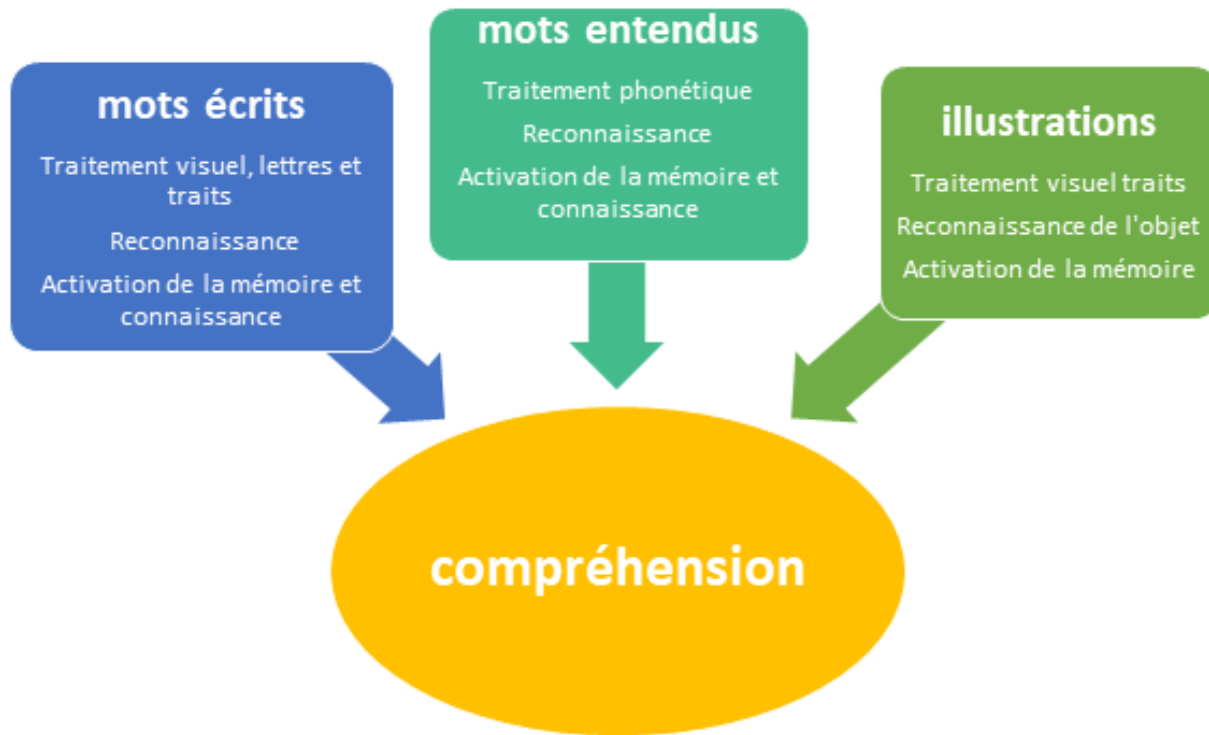 mots écrits
Traitement visuel, lettres et
traits
Reconnaissance
Activation de la mémoire et
connaissance
mots entendus
Traitement phonétique
Reconnaissance
Activation de la mémoire et
connaissance
illustrations
Traitement visuel traits
Reconnaissance de l'objet
Activation de la mémoire
compréhension